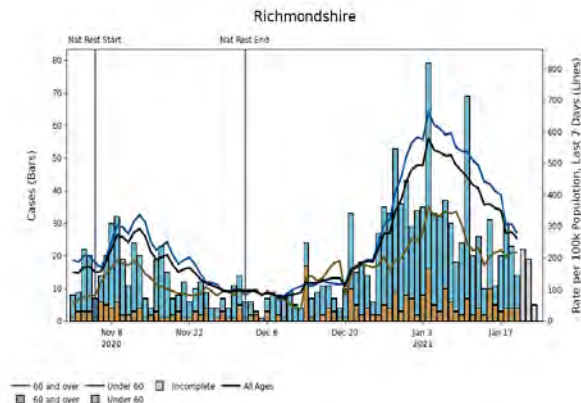 Richmondshire
Nat Rest Start
Nat Rest End
Cases (Bars)
80
70
60
50
40
30
20
10
0
Rate per 100k Population, Last 7 Days (Lines)
800
700
600
500
400
300
200
100
0
Nov 8
2020
Nov 22
Dec 6
Dec 20
Jan 3
2021
Jan 17
60 and over
Under 60
Incomplete
All Ages
60 and over
Under 60